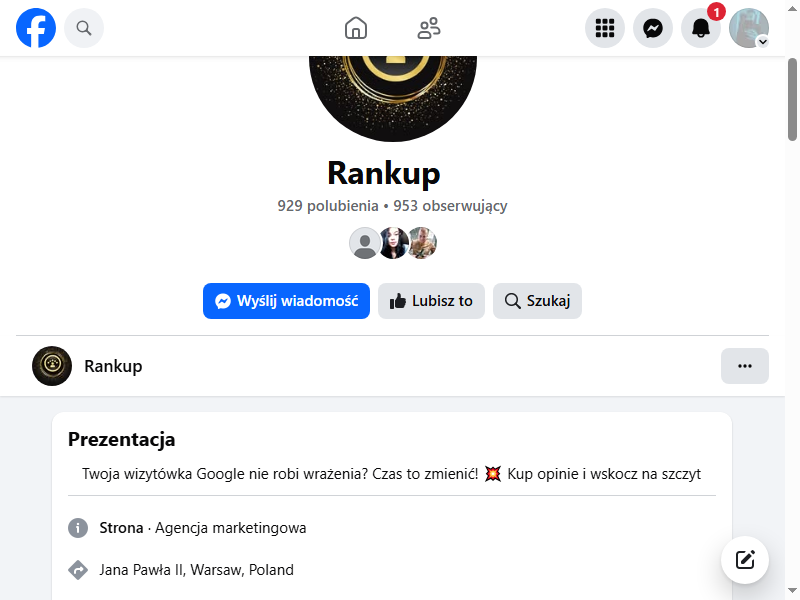 1
Rankup
929 polubienia • 953 obserwujący
Wyślij wiadomość
Lubisz to
Szukaj
Rankup
Prezentacja
Twoja wizytówka Google nie robi wrażenia? Czas to zmienić! 💥 Kup opinie i wskocz na szczyt
Strona · Agencja marketingowa
Jana Pawła II, Warsaw, Poland